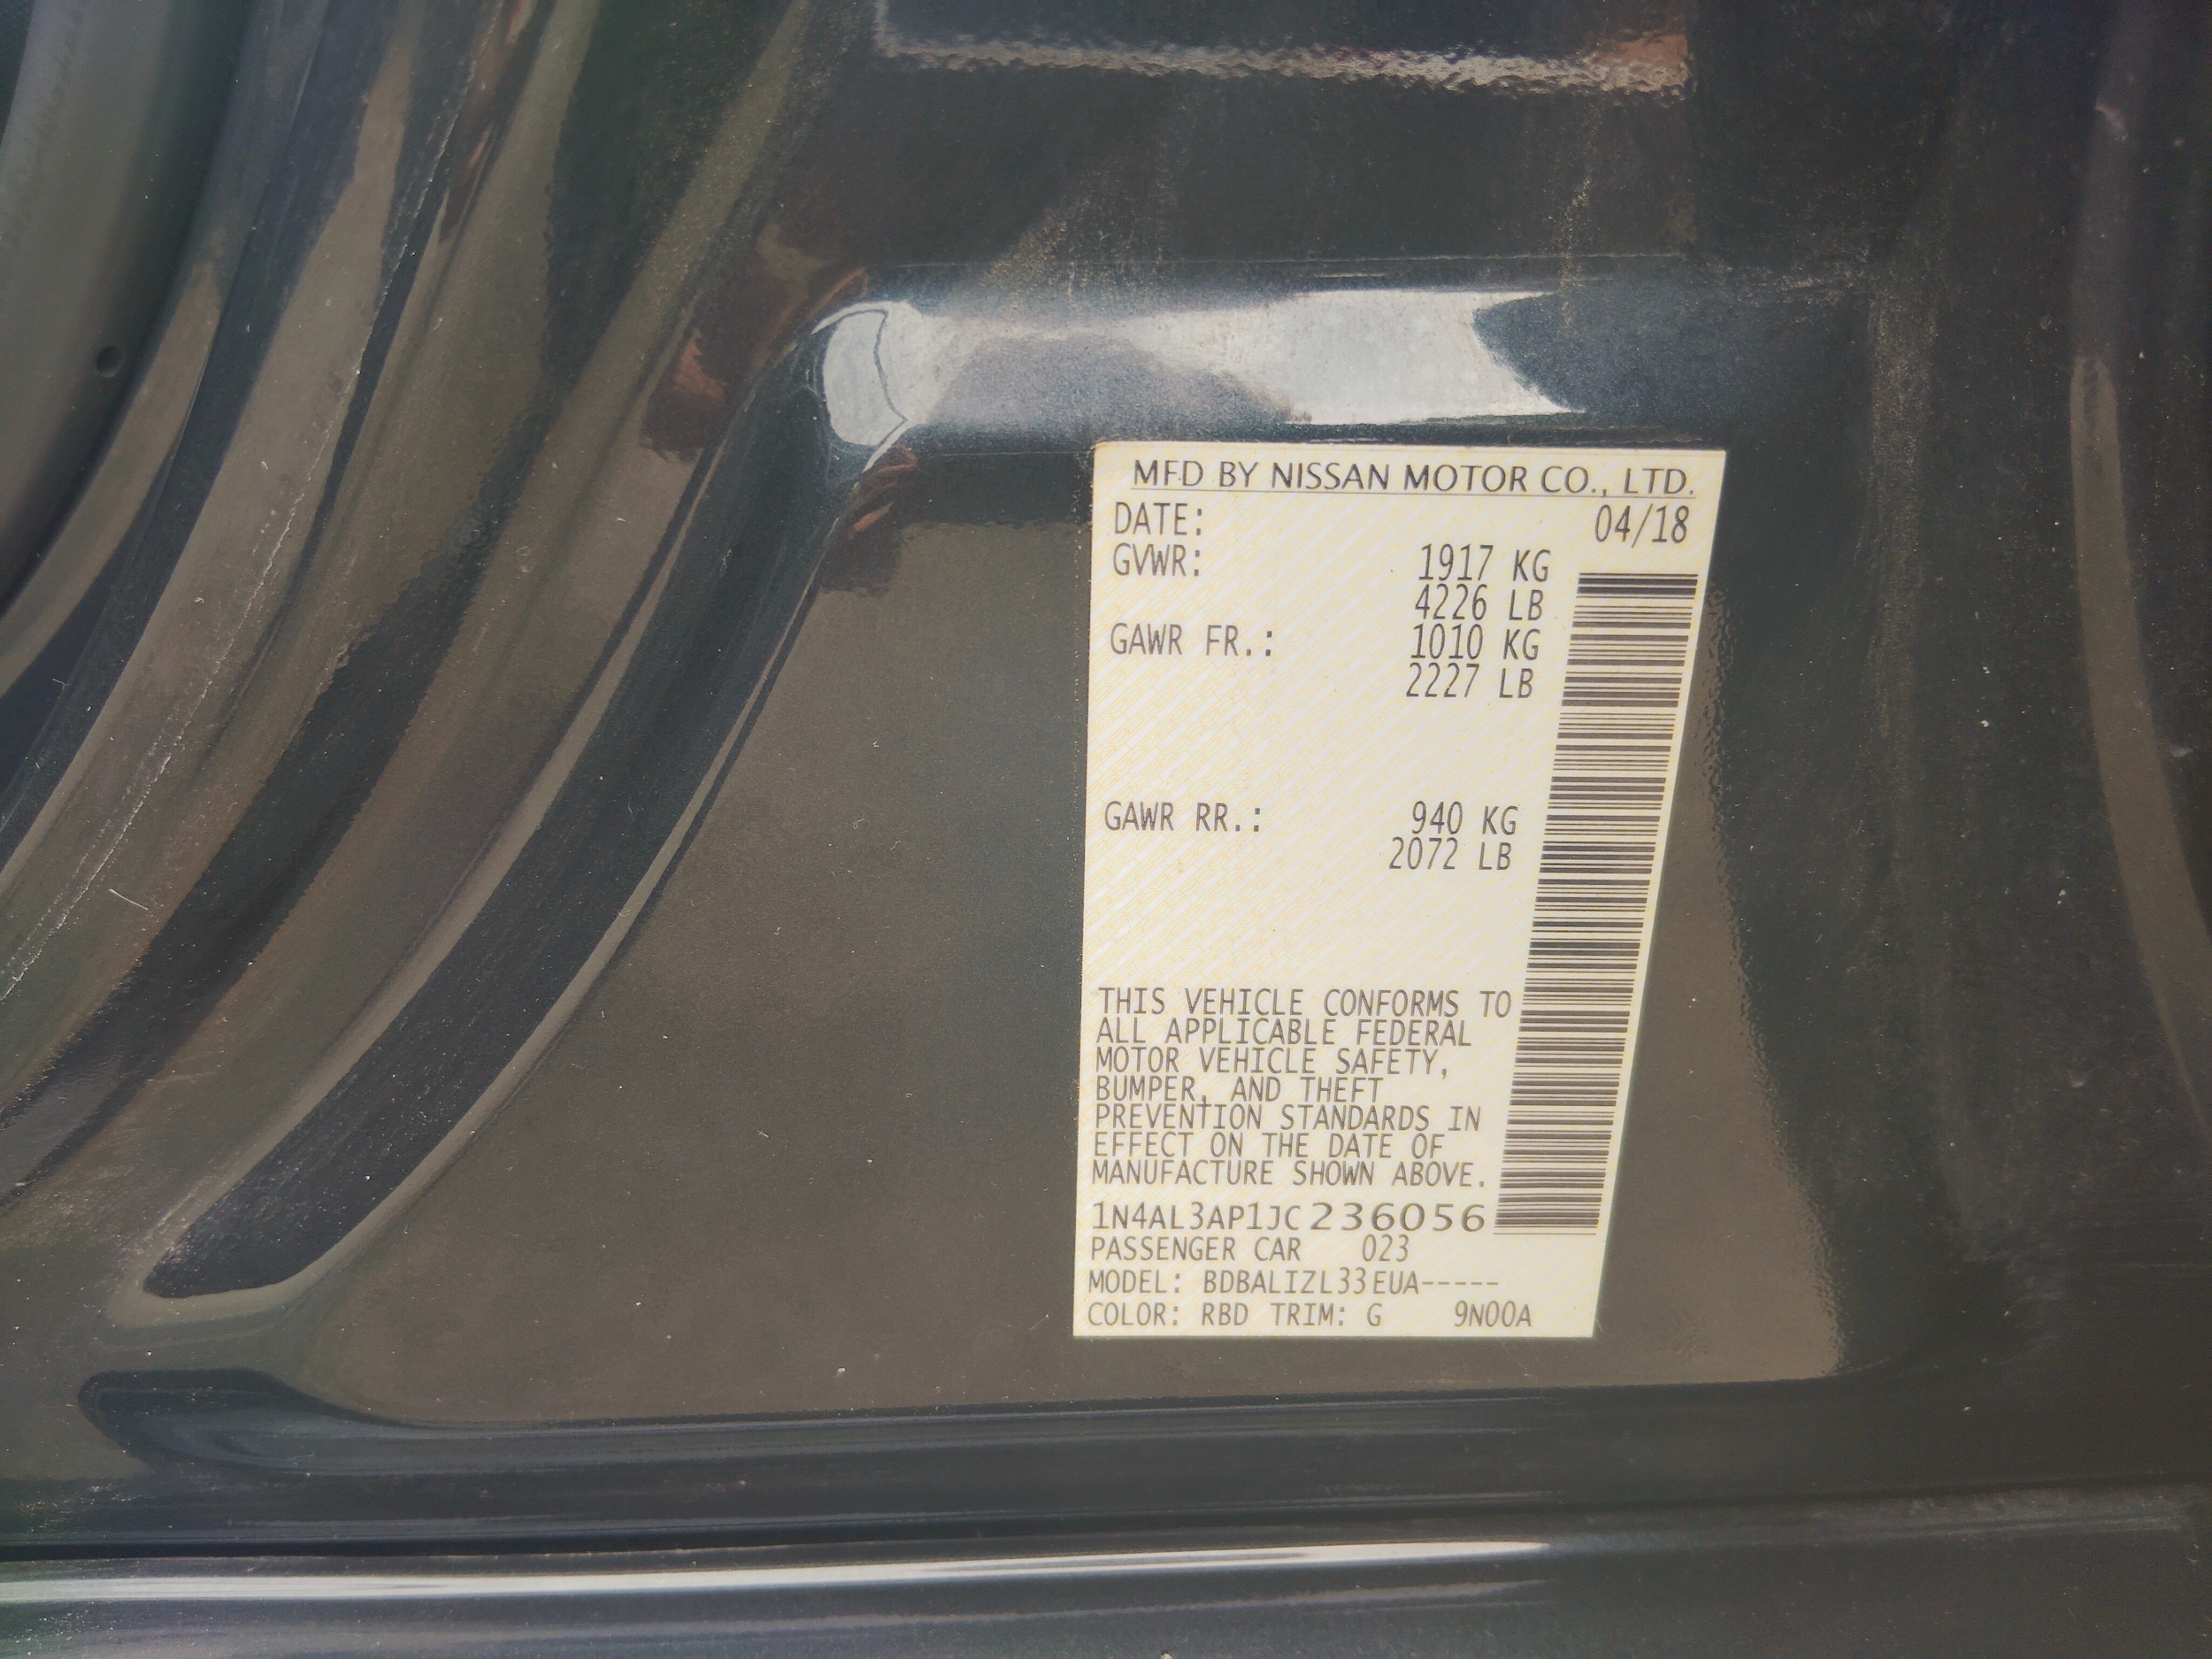 MFD BY NISSAN MOTOR CO., LTD.
DATE: 04/18
GVWR: 1917 KG
4226 LB
GAWR FR.: 1010 KG
2227 LB
GAWR RR.: 940 KG
2072 LB
THIS VEHICLE CONFORMS TO
ALL APPLICABLE FEDERAL
MOTOR VEHICLE SAFETY,
BUMPER, AND THEFT
PREVENTION STANDARDS IN
EFFECT ON THE DATE OF
MANUFACTURE SHOWN ABOVE.
1N4AL3AP1JC236056
PASSENGER CAR 023
MODEL: BDBALIZL33EUA-----
COLOR: RBD TRIM: G 9N00A